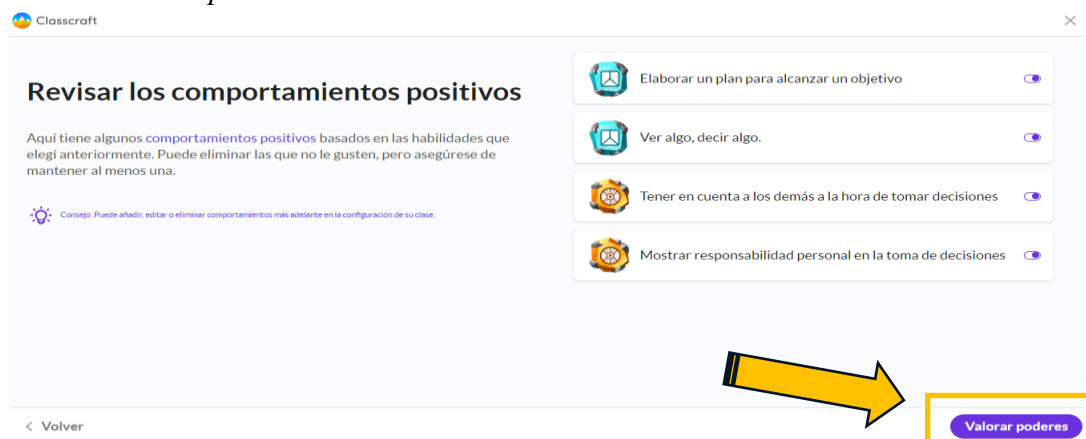 Classcraft
Revisar los comportamientos positivos
Aquí tiene algunos comportamientos positivos basados en las habilidades que
elegí anteriormente. Puede eliminar las que no le gusten, pero asegúrese de
mantener al menos una.
Consejo: Puede añadir, editar o eliminar comportamientos más adelante en la configuración de su clase.
Elaborar un plan para alcanzar un objetivo
Ver algo, decir algo.
Tener en cuenta a los demás a la hora de tomar decisiones
Mostrar responsabilidad personal en la toma de decisiones
< Volver
Valorar poderes